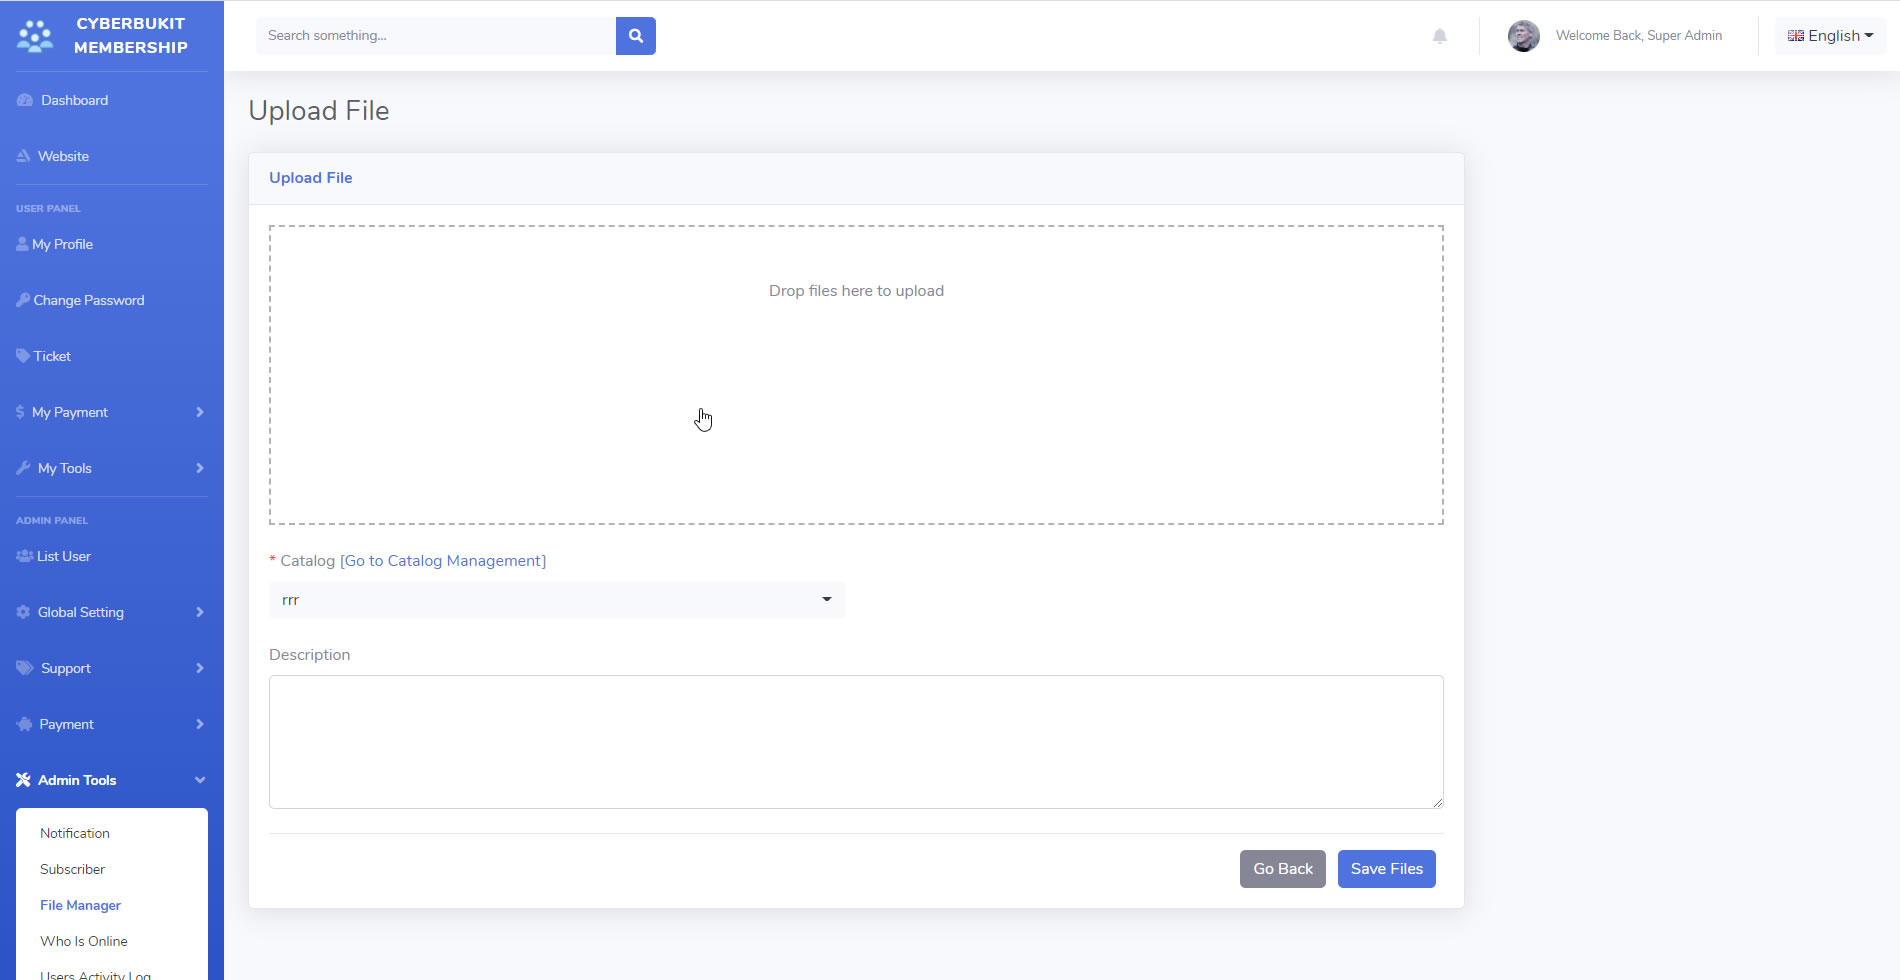 CYBERBUKIT
MEMBERSHIP
Dashboard
Website
USER PANEL
My Profile
Change Password
Ticket
My Payment
My Tools
ADMIN PANEL
List User
Global Setting
Support
Payment
Admin Tools
Notification
Subscriber
File Manager
Who Is Online
Users Activity Log
Search something...
Welcome Back, Super Admin
English
Upload File
Upload File
Drop files here to upload
* Catalog [Go to Catalog Management]
rrr
Description
Go Back
Save Files